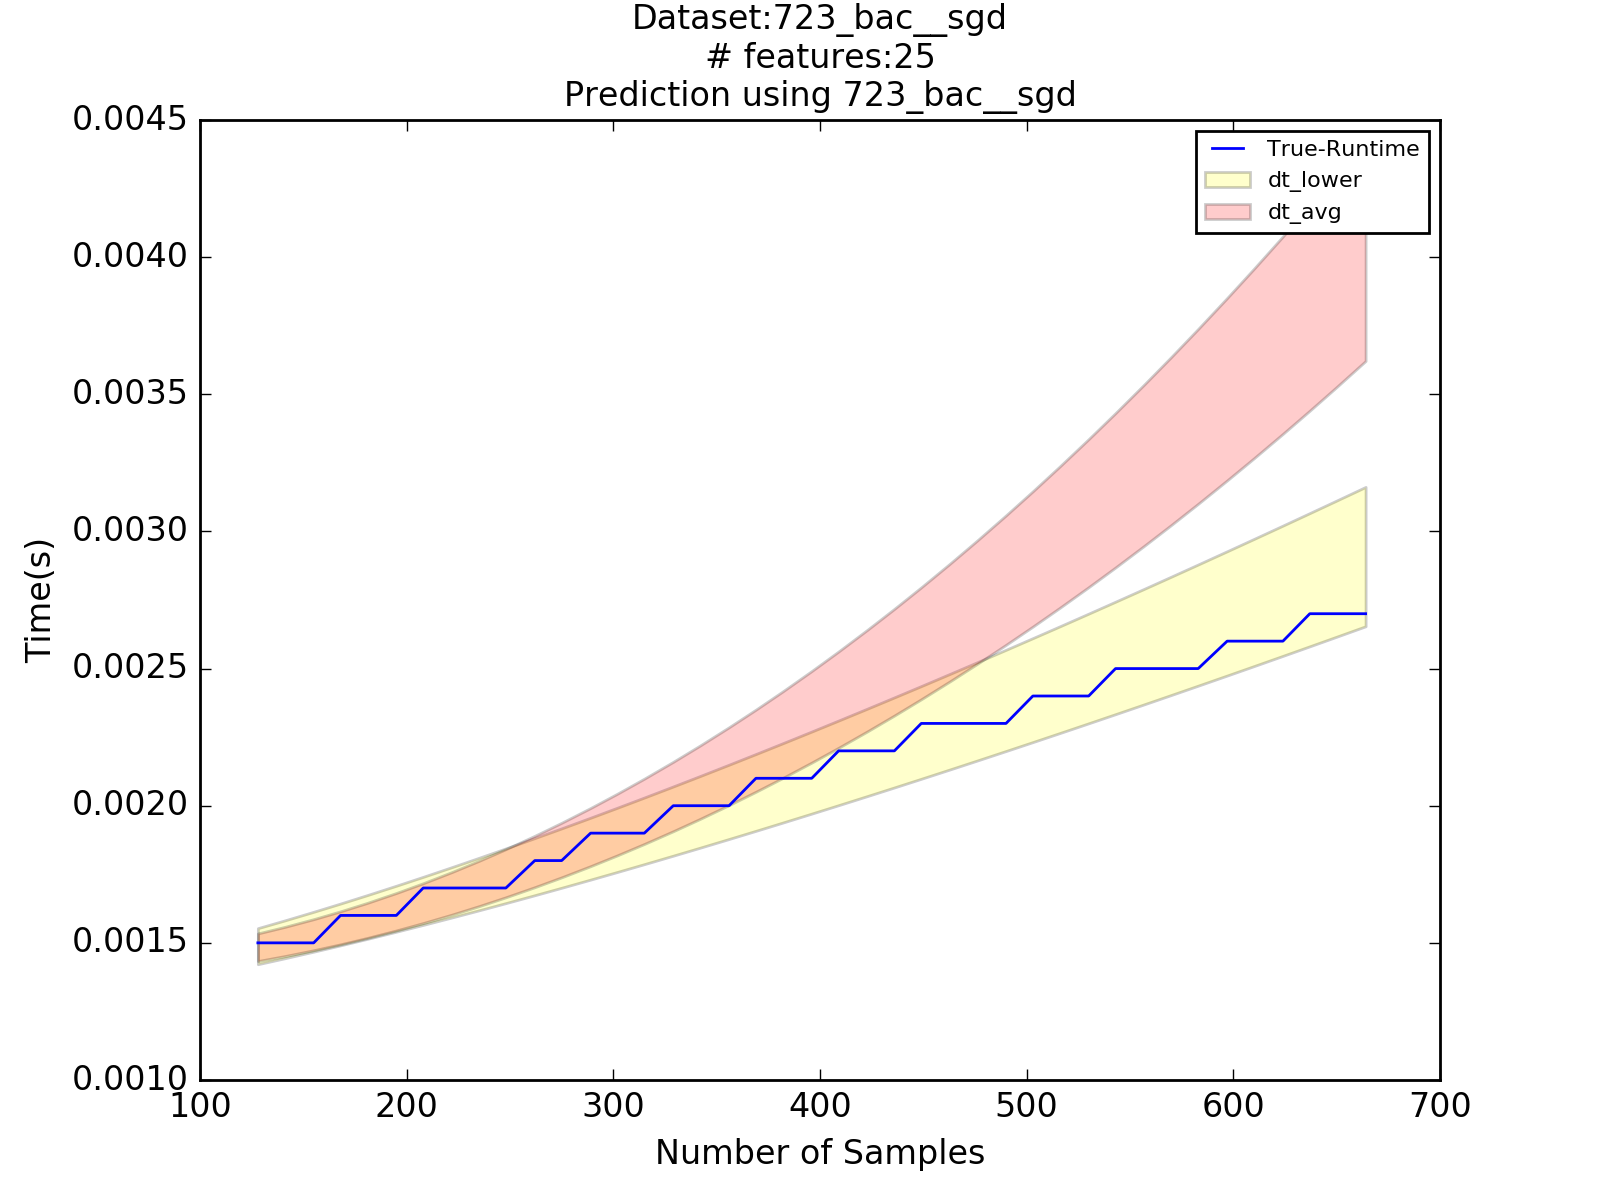 Dataset:723_bac__sgd
# features:25
Prediction using 723_bac__sgd
0.0045
0.0040
0.0035
0.0030
0.0025
0.0020
0.0015
0.0010
Time(s)
True-Runtime
dt_lower
dt_avg
100 200 300 400 500 600 700
Number of Samples